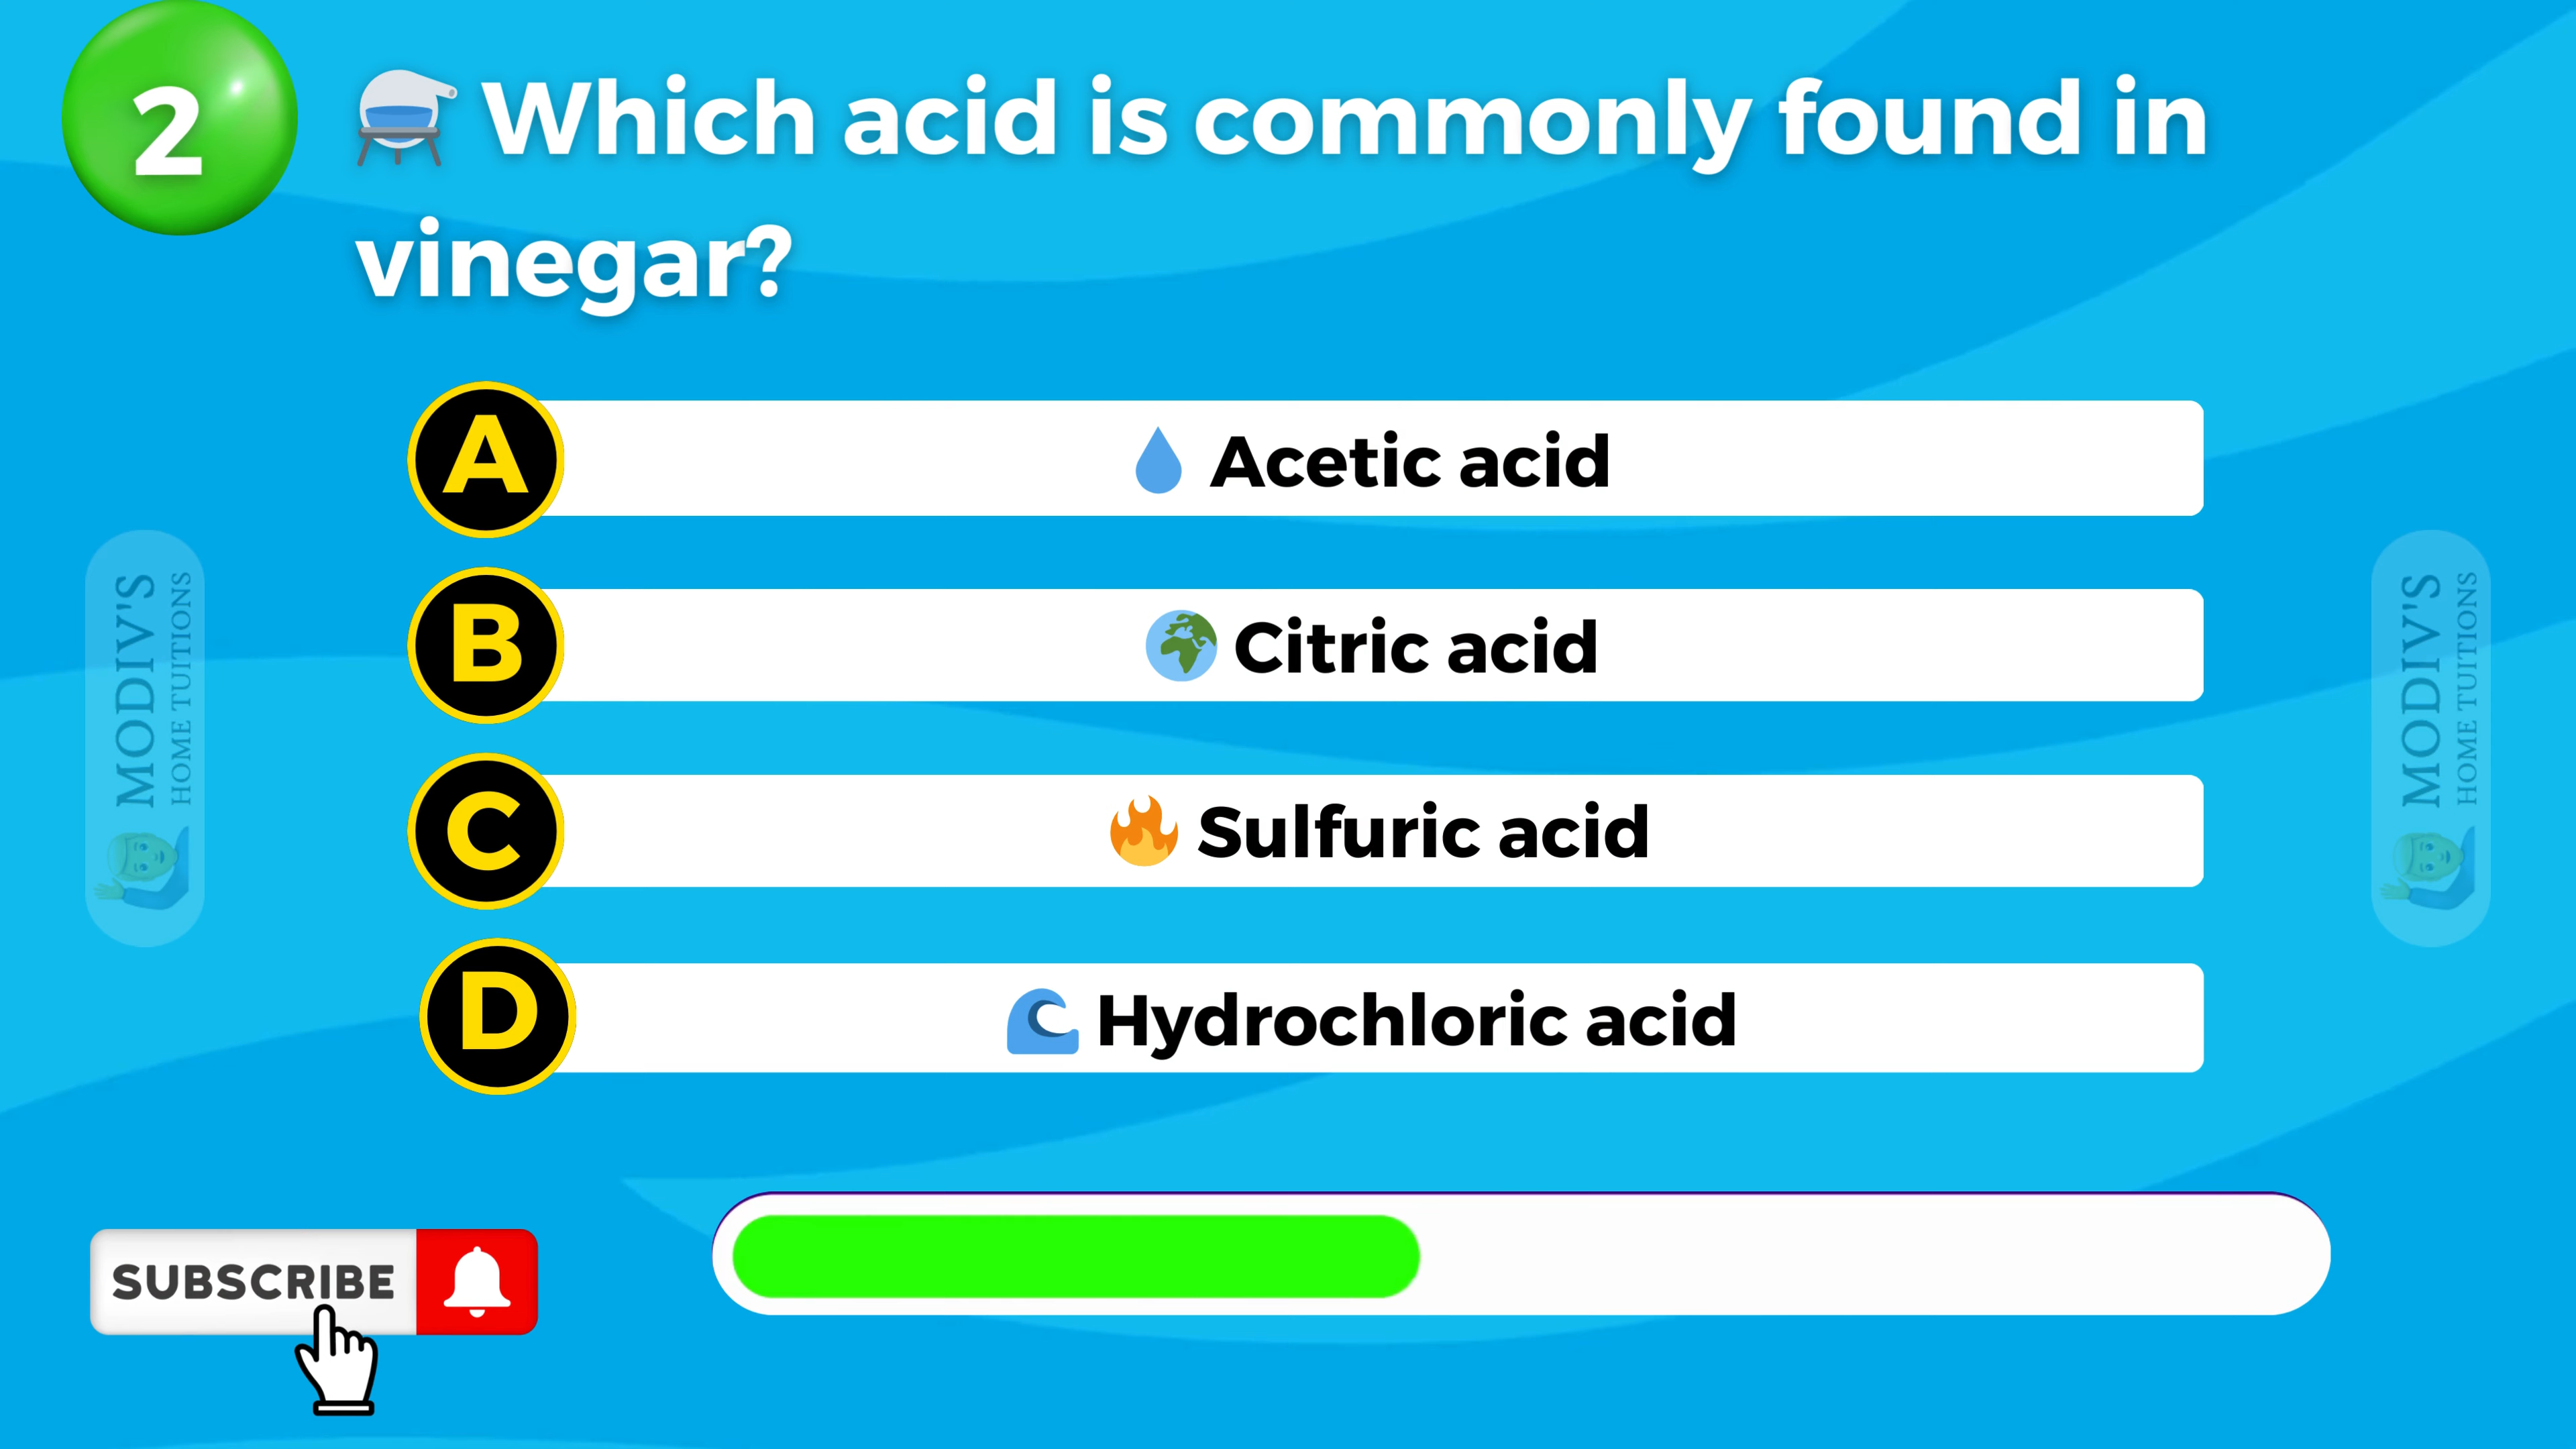 2
Which acid is commonly found in
vinegar?
A
Acetic acid
B
Citric acid
C
Sulfuric acid
D
Hydrochloric acid
MODIV'S
HOME TUITIONS
MODIV'S
HOME TUITIONS
SUBSCRIBE